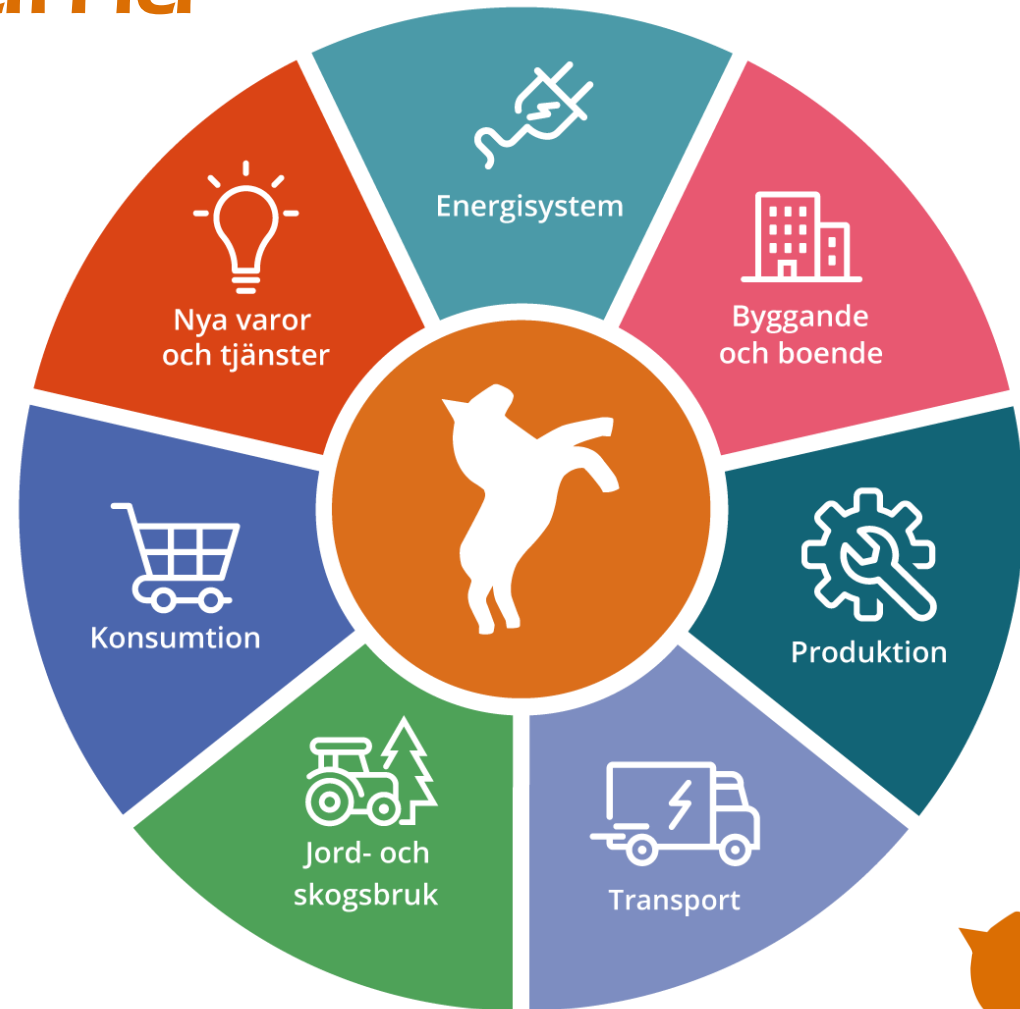 Energisystem
Byggande
och boende
Produktion
Transport
Jord- och
skogsbruk
Konsumtion
Nya varor
och tjänster